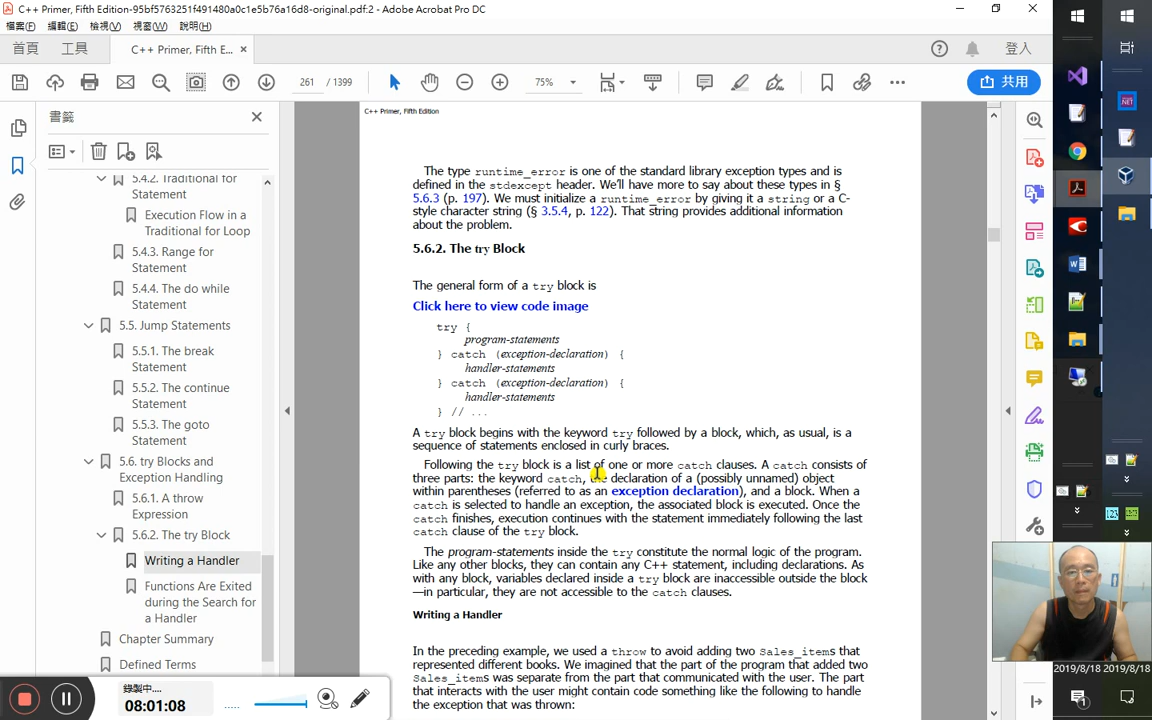 C++ Primer, Fifth Edition-95bf5763251f491480a0c1e5b76a16d8-original.pdf:2 - Adobe Acrobat Pro DC
檔案(F) 編輯(E) 檢視(V) 視窗(W) 說明(H)
首頁 工具 C++ Primer, Fifth E... × 登入
261 / 1399 75% 共用
書籤
5.4.2. Traditional for
Statement
Execution Flow in a
Traditional for Loop
5.4.3. Range for
Statement
5.4.4. The do while
Statement
5.5. Jump Statements
5.5.1. The break
Statement
5.5.2. The continue
Statement
5.5.3. The goto
Statement
5.6. try Blocks and
Exception Handling
5.6.1. A throw
Expression
5.6.2. The try Block
Writing a Handler
Functions Are Exited
during the Search for
a Handler
Chapter Summary
Defined Terms
錄製中....
08:01:08
C++ Primer, Fifth Edition
The type runtime_error is one of the standard library exception types and is
defined in the stdexcept header. We'll have more to say about these types in §
5.6.3 (p. 197). We must initialize a runtime_error by giving it a string or a C-
style character string (§ 3.5.4, p. 122). That string provides additional information
about the problem.
5.6.2. The try Block
The general form of a try block is
Click here to view code image
try {
program-statements
} catch (exception-declaration) {
handler-statements
} catch (exception-declaration) {
handler-statements
} // ...
A try block begins with the keyword try followed by a block, which, as usual, is a
sequence of statements enclosed in curly braces.
Following the try block is a list of one or more catch clauses. A catch consists of
three parts: the keyword catch, the declaration of a (possibly unnamed) object
within parentheses (referred to as an exception declaration), and a block. When a
catch is selected to handle an exception, the associated block is executed. Once the
catch finishes, execution continues with the statement immediately following the last
catch clause of the try block.
The program-statements inside the try constitute the normal logic of the program.
Like any other blocks, they can contain any C++ statement, including declarations. As
with any block, variables declared inside a try block are inaccessible outside the block
—in particular, they are not accessible to the catch clauses.
Writing a Handler
In the preceding example, we used a throw to avoid adding two Sales_items that
represented different books. We imagined that the part of the program that added two
Sales_items was separate from the part that communicated with the user. The part
that interacts with the user might contain code something like the following to handle
the exception that was thrown:
.NET
123
2019/8/18 2019/8/18
1